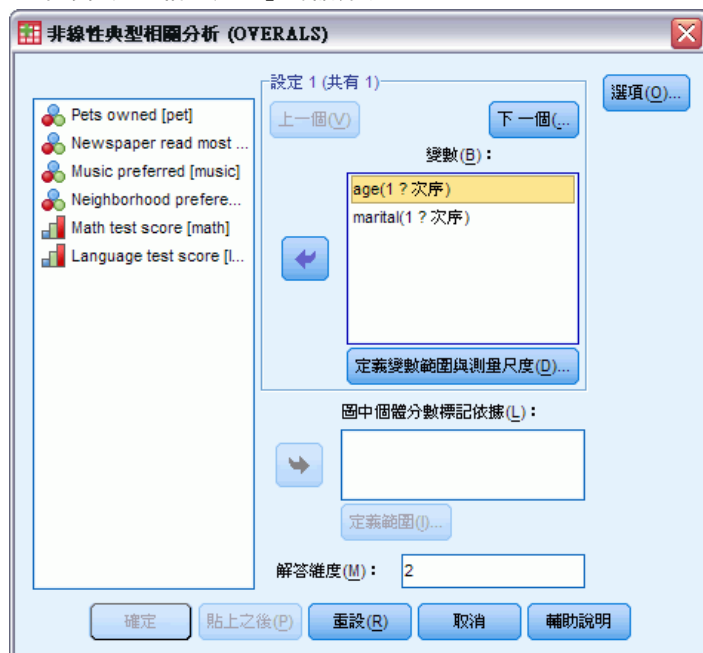 非線性典型相關分析 (OVERALS)
設定 1 (共有 1)
選項(O)...
上一個(V)
下一個(...
Pets owned [pet]
Newspaper read most ...
Music preferred [music]
Neighborhood prefere...
Math test score [math]
Language test score [l...
變數(B):
age(1 ? 次序)
marital(1 ? 次序)
定義變數範圍與測量尺度(D)...
圖中個體分數標記依據(L):
定義範圍(I)...
解答維度(M):
2
確定
貼上之後(P)
重設(R)
取消
輔助說明